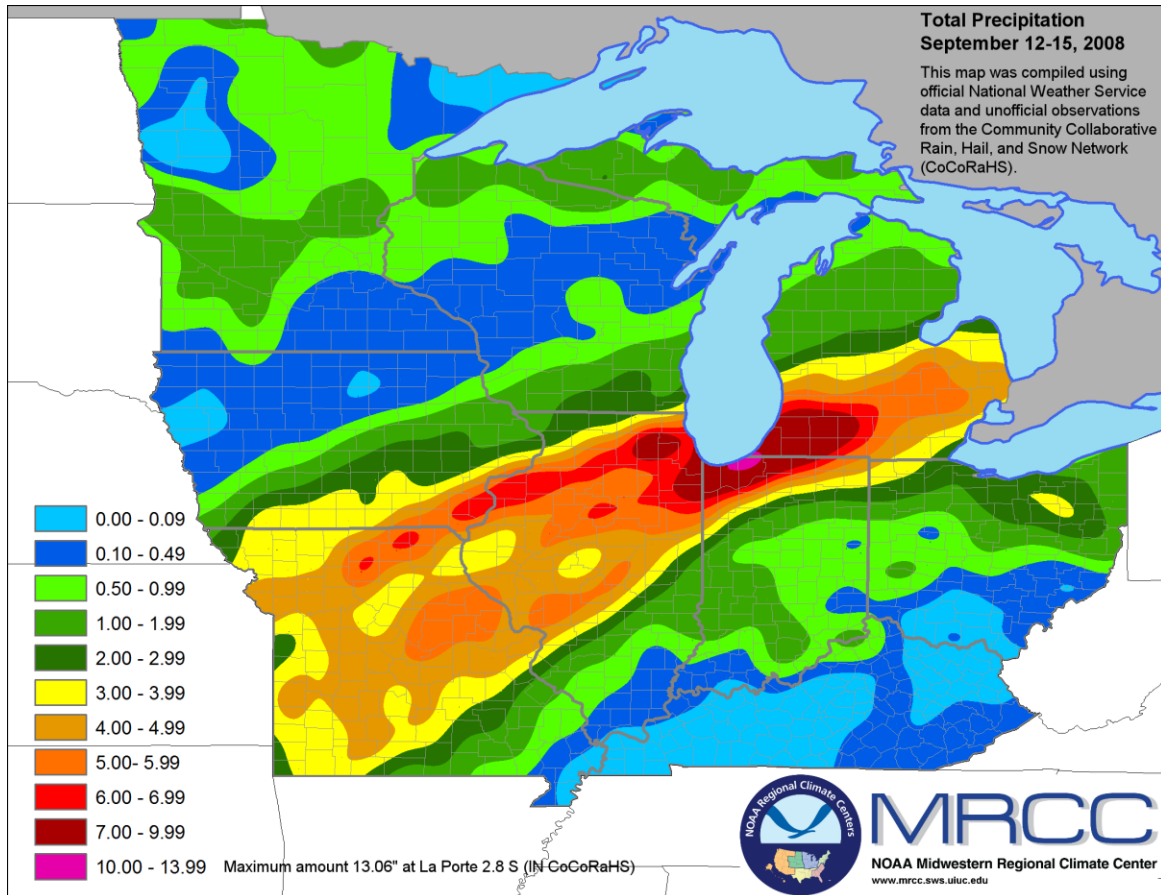 Total Precipitation
September 12-15, 2008
This map was compiled using
official National Weather Service
data and unofficial observations
from the Community Collaborative
Rain, Hail, and Snow Network
(CoCoRaHS).
0.00 - 0.09
0.10 - 0.49
0.50 - 0.99
1.00 - 1.99
2.00 - 2.99
3.00 - 3.99
4.00 - 4.99
5.00- 5.99
6.00 - 6.99
7.00 - 9.99
10.00 - 13.99
Maximum amount 13.06" at La Porte 2.8 S (IN CoCoRaHS)
NOAA Regional Climate Centers
MRCC
NOAA Midwestern Regional Climate Center
www.mrcc.sws.uiuc.edu